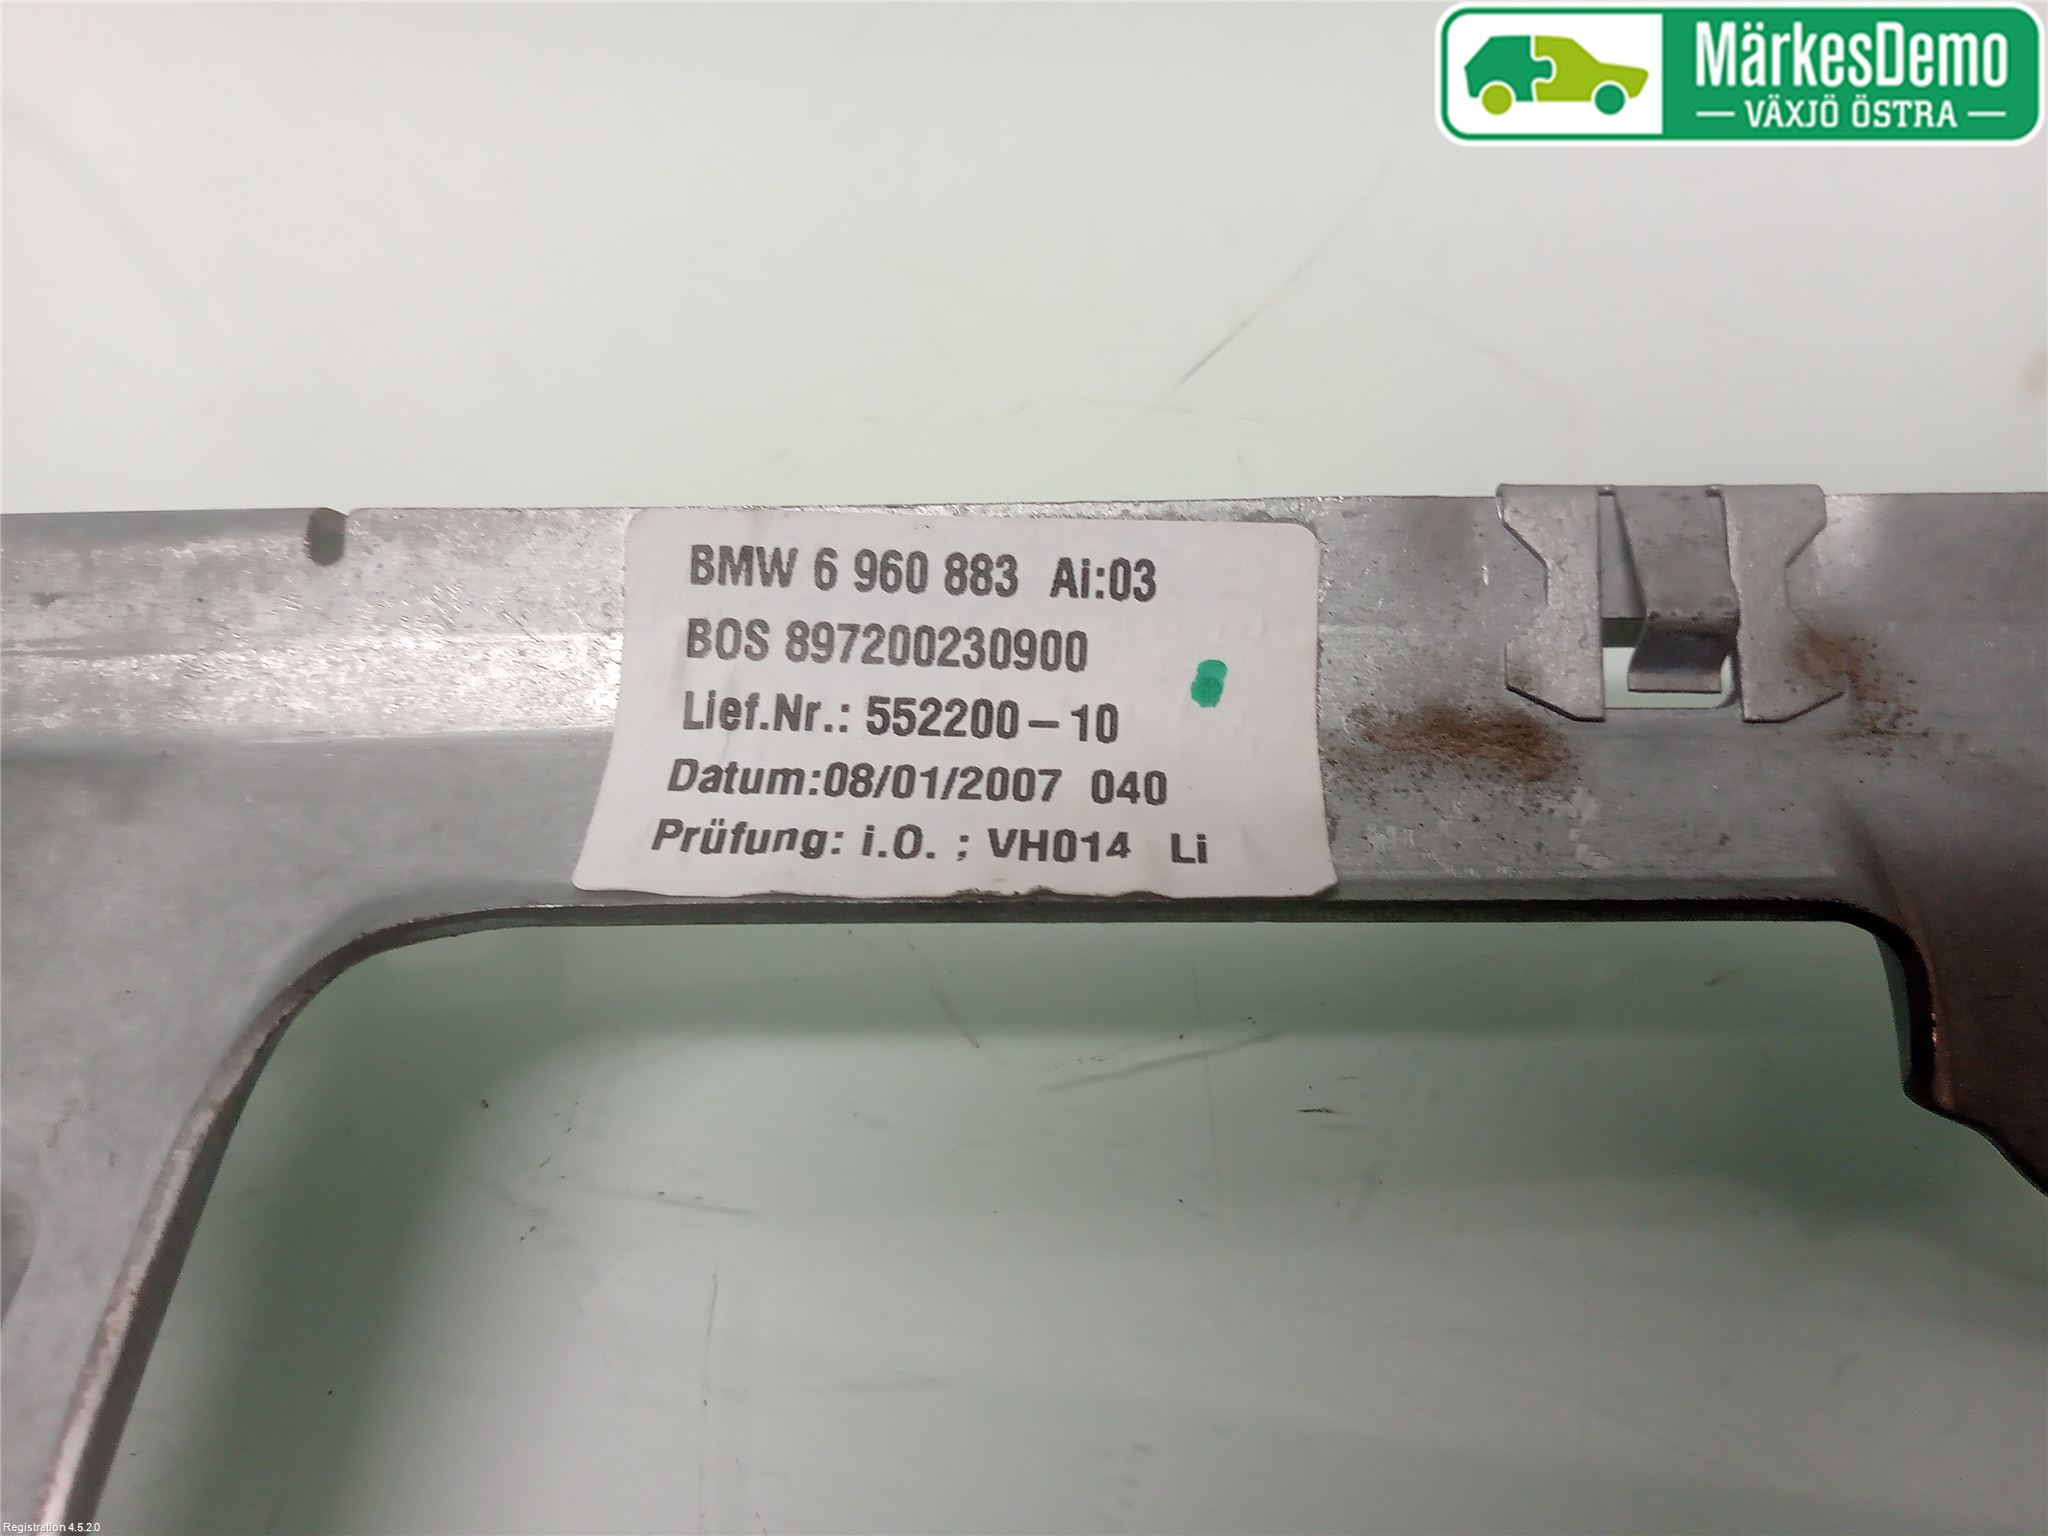 MärkesDemo
— VÄXJÖ ÖSTRA —
BMW 6 960 883 Ai:03
BOS 897200230900
Lief.Nr.: 552200-10
Datum:08/01/2007 040
Prüfung: i.O. ; VH014 Li
Registration 4.5.2.0